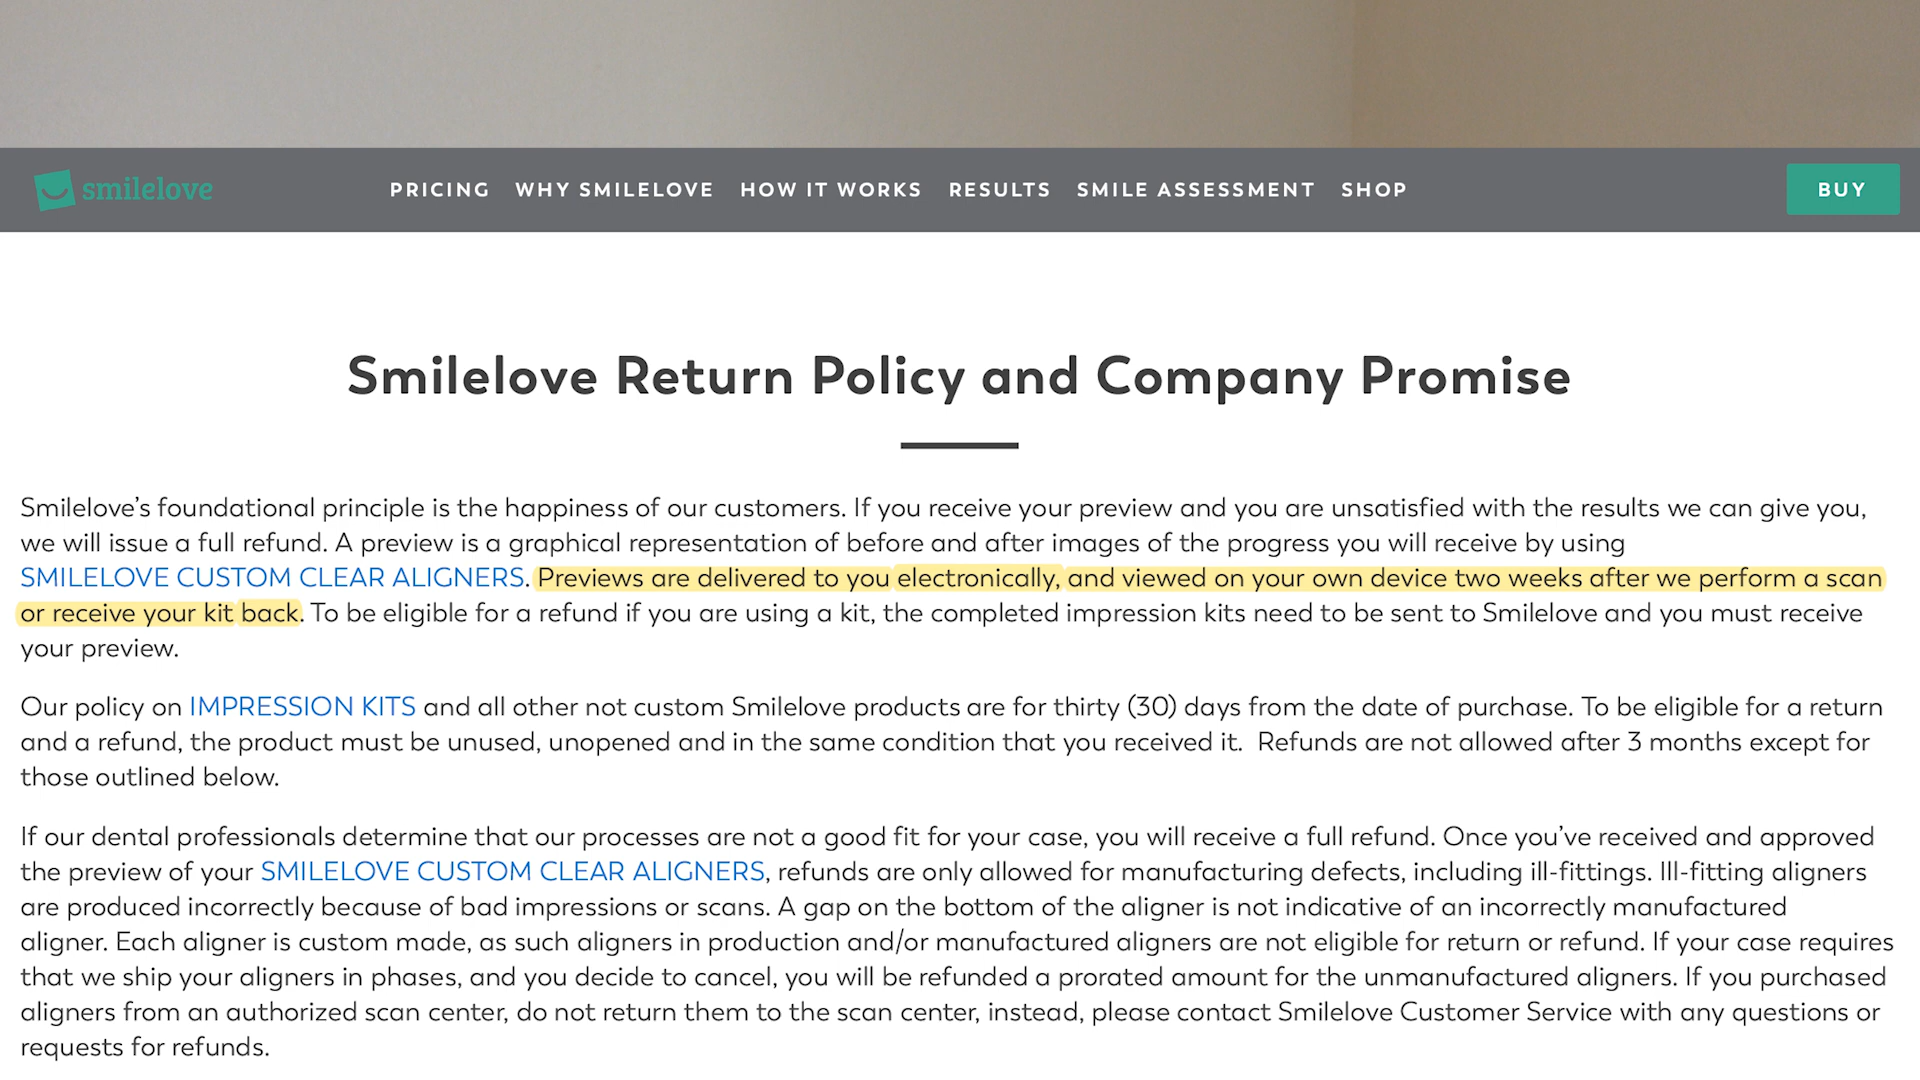 smilelove
PRICING WHY SMILELOVE HOW IT WORKS RESULTS SMILE ASSESSMENT SHOP
BUY
Smilelove Return Policy and Company Promise
Smilelove's foundational principle is the happiness of our customers. If you receive your preview and you are unsatisfied with the results we can give you,
we will issue a full refund. A preview is a graphical representation of before and after images of the progress you will receive by using
SMILELOVE CUSTOM CLEAR ALIGNERS. Previews are delivered to you electronically, and viewed on your own device two weeks after we perform a scan
or receive your kit back. To be eligible for a refund if you are using a kit, the completed impression kits need to be sent to Smilelove and you must receive
your preview.
Our policy on IMPRESSION KITS and all other not custom Smilelove products are for thirty (30) days from the date of purchase. To be eligible for a return
and a refund, the product must be unused, unopened and in the same condition that you received it. Refunds are not allowed after 3 months except for
those outlined below.
If our dental professionals determine that our processes are not a good fit for your case, you will receive a full refund. Once you've received and approved
the preview of your SMILELOVE CUSTOM CLEAR ALIGNERS, refunds are only allowed for manufacturing defects, including ill-fittings. Ill-fitting aligners
are produced incorrectly because of bad impressions or scans. A gap on the bottom of the aligner is not indicative of an incorrectly manufactured
aligner. Each aligner is custom made, as such aligners in production and/or manufactured aligners are not eligible for return or refund. If your case requires
that we ship your aligners in phases, and you decide to cancel, you will be refunded a prorated amount for the unmanufactured aligners. If you purchased
aligners from an authorized scan center, do not return them to the scan center, instead, please contact Smilelove Customer Service with any questions or
requests for refunds.